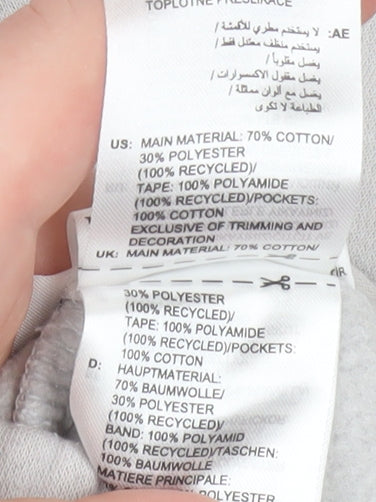 TOPLOTNE PRESLIKAČE
AE: لا يستخدم مطري للأقمشة/
يستخدم منظف معتدل فقط/
يغسل مقلوباً/
يغسل مقفول الاكسسوارات/
يغسل مع ألوان مماثلة/
الطباعة لا تكوى
US: MAIN MATERIAL: 70% COTTON/
30% POLYESTER
(100% RECYCLED)/
TAPE: 100% POLYAMIDE
(100% RECYCLED)/POCKETS:
100% COTTON
EXCLUSIVE OF TRIMMING AND
DECORATION
UK: MAIN MATERIAL: 70% COTTON/
30% POLYESTER
(100% RECYCLED)/
TAPE: 100% POLYAMIDE
(100% RECYCLED)/POCKETS:
100% COTTON
D: HAUPTMATERIAL:
70% BAUMWOLLE/
30% POLYESTER
(100% RECYCLED)/
BAND: 100% POLYAMID
(100% RECYCLED)/TASCHEN:
100% BAUMWOLLE
MATIERE PRINCIPALE:
POLYESTER